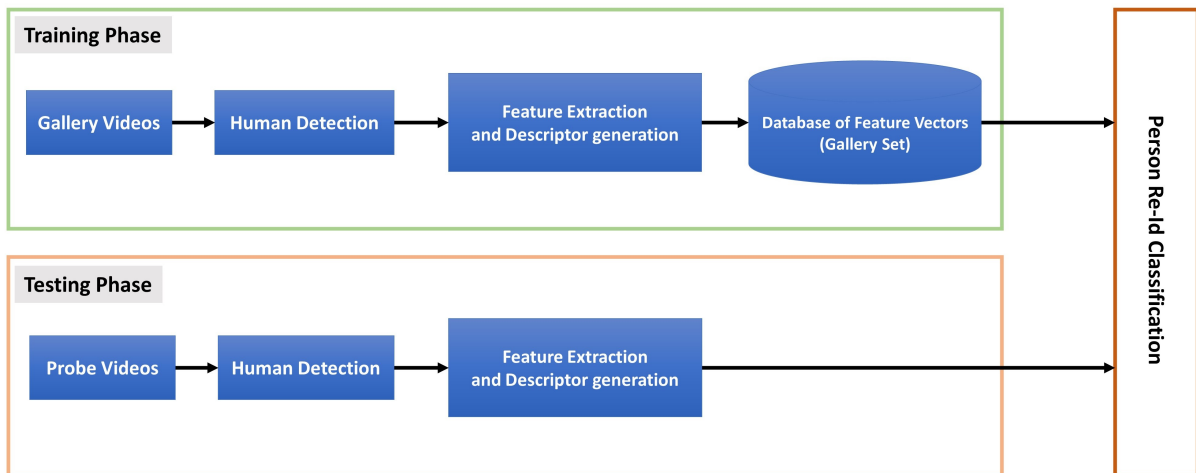 Training Phase
Gallery Videos
Human Detection
Feature Extraction
and Descriptor generation
Database of Feature Vectors
(Gallery Set)
Person Re-Id Classification
Testing Phase
Probe Videos
Human Detection
Feature Extraction
and Descriptor generation